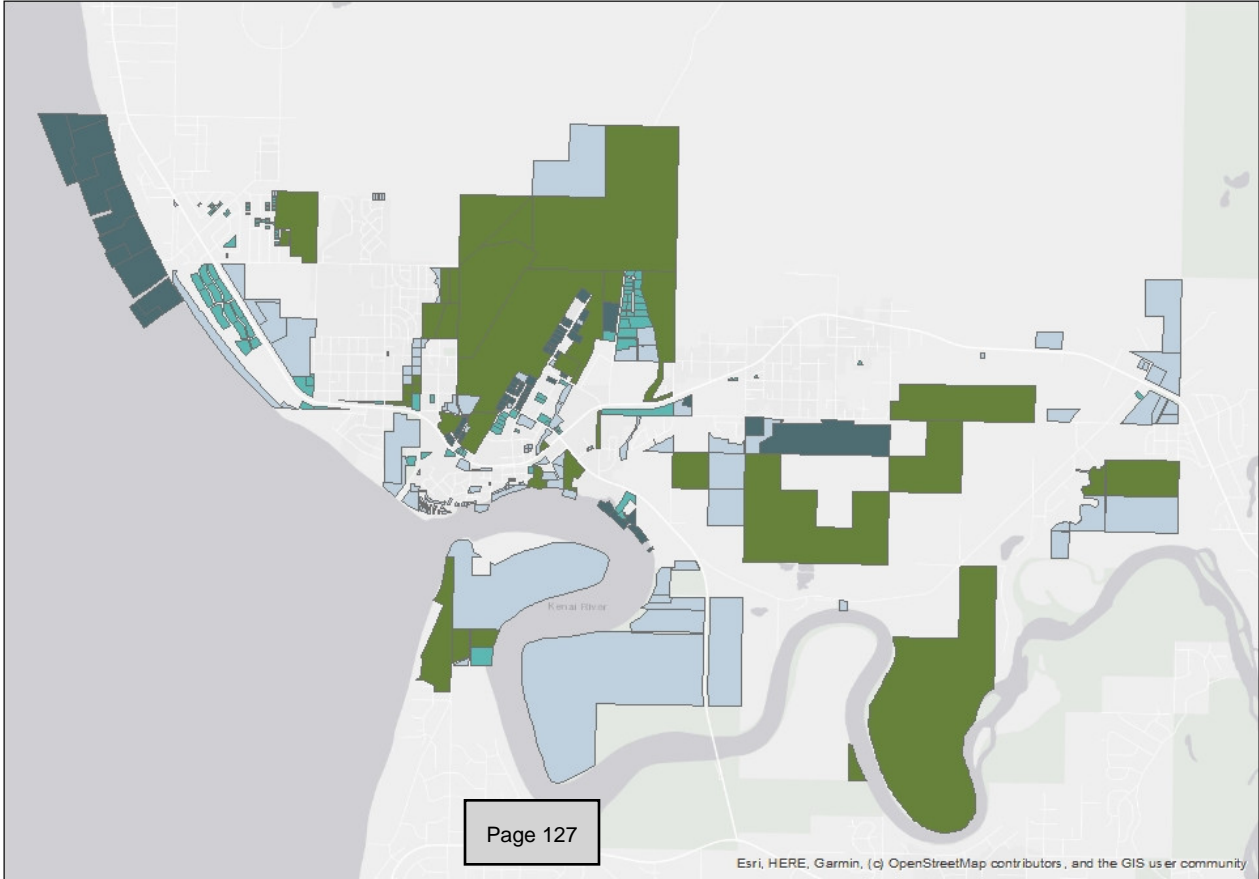 Kenai River
Page 127
Esri, HERE, Garmin, (c) OpenStreetMap contributors, and the GIS user community